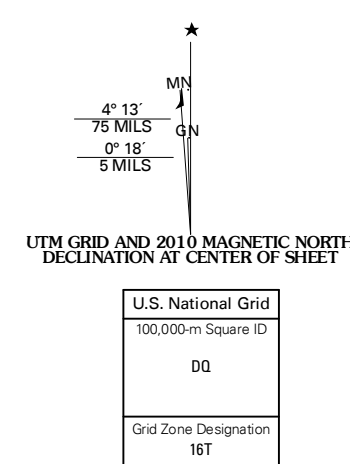 ★
MN
4° 13´
75 MILS
GN
0° 18´
5 MILS
UTM GRID AND 2010 MAGNETIC NORTH
DECLINATION AT CENTER OF SHEET
U.S. National Grid
100,000-m Square ID
DQ
Grid Zone Designation
16T